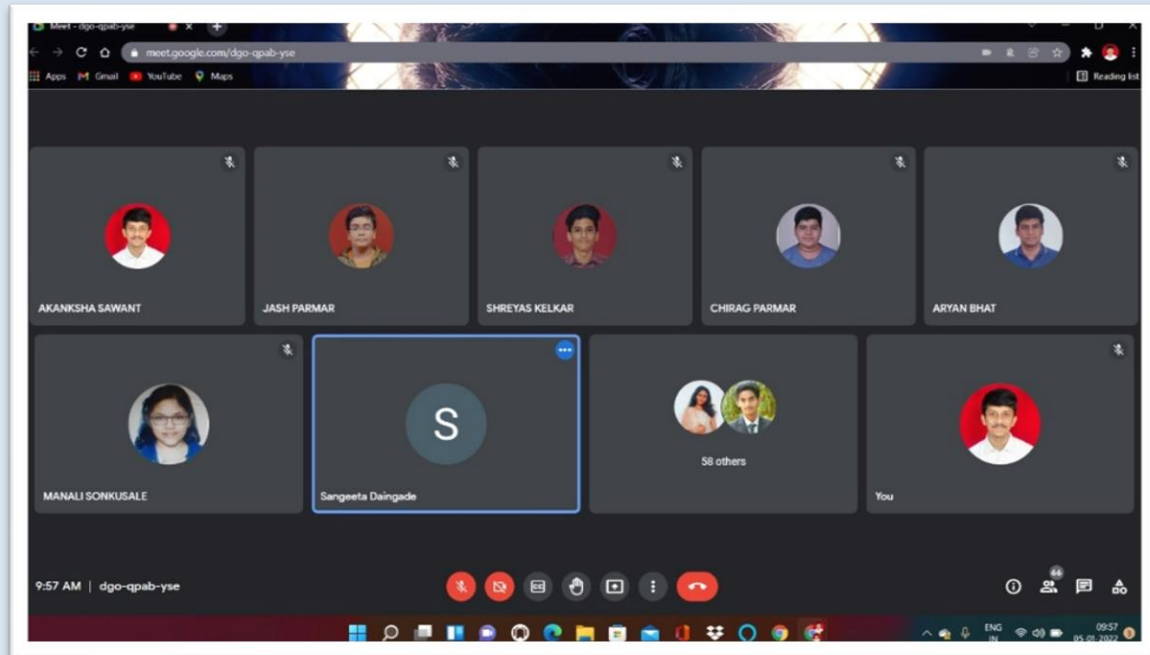 Meet - dgo-qpab-yse
meet.google.com/dgo-qpab-yse
Apps Gmail YouTube Maps Reading list
AKANKSHA SAWANT JASH PARMAR SHREYAS KELKAR CHIRAG PARMAR ARYAN BHAT
S
58 others
MANALI SONKUSALE Sangeeta Daingade You
66
9:57 AM | dgo-qpab-yse
ENG 09:57
IN 05-01-2022